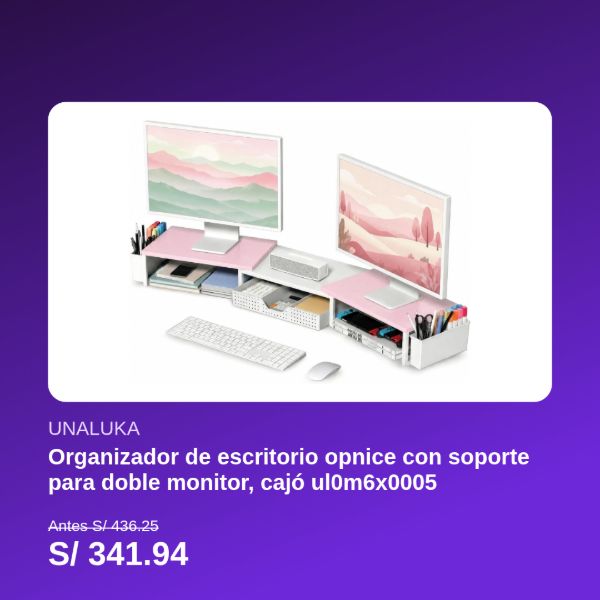 UNALUKA
Organizador de escritorio opnice con soporte
para doble monitor, cajó ul0m6x0005
Antes S/ 436.25
S/ 341.94